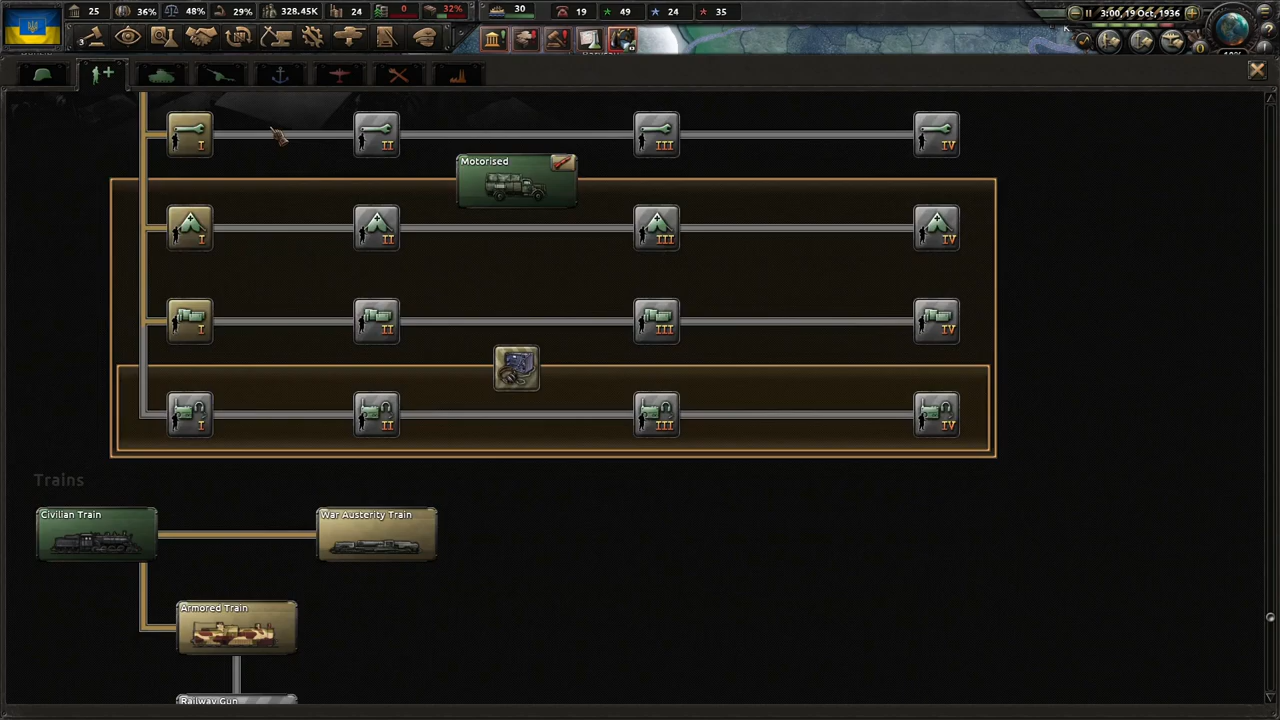 25 36% 48% 29% 328.45K 24 0 32% 30 19 49 24 35 3:00, 19 Oct, 1936
3 0
I II III IV
Motorised
I II III IV
I II III IV
I II III IV
Trains
Civilian Train War Austerity Train
Armored Train
Railway Gun